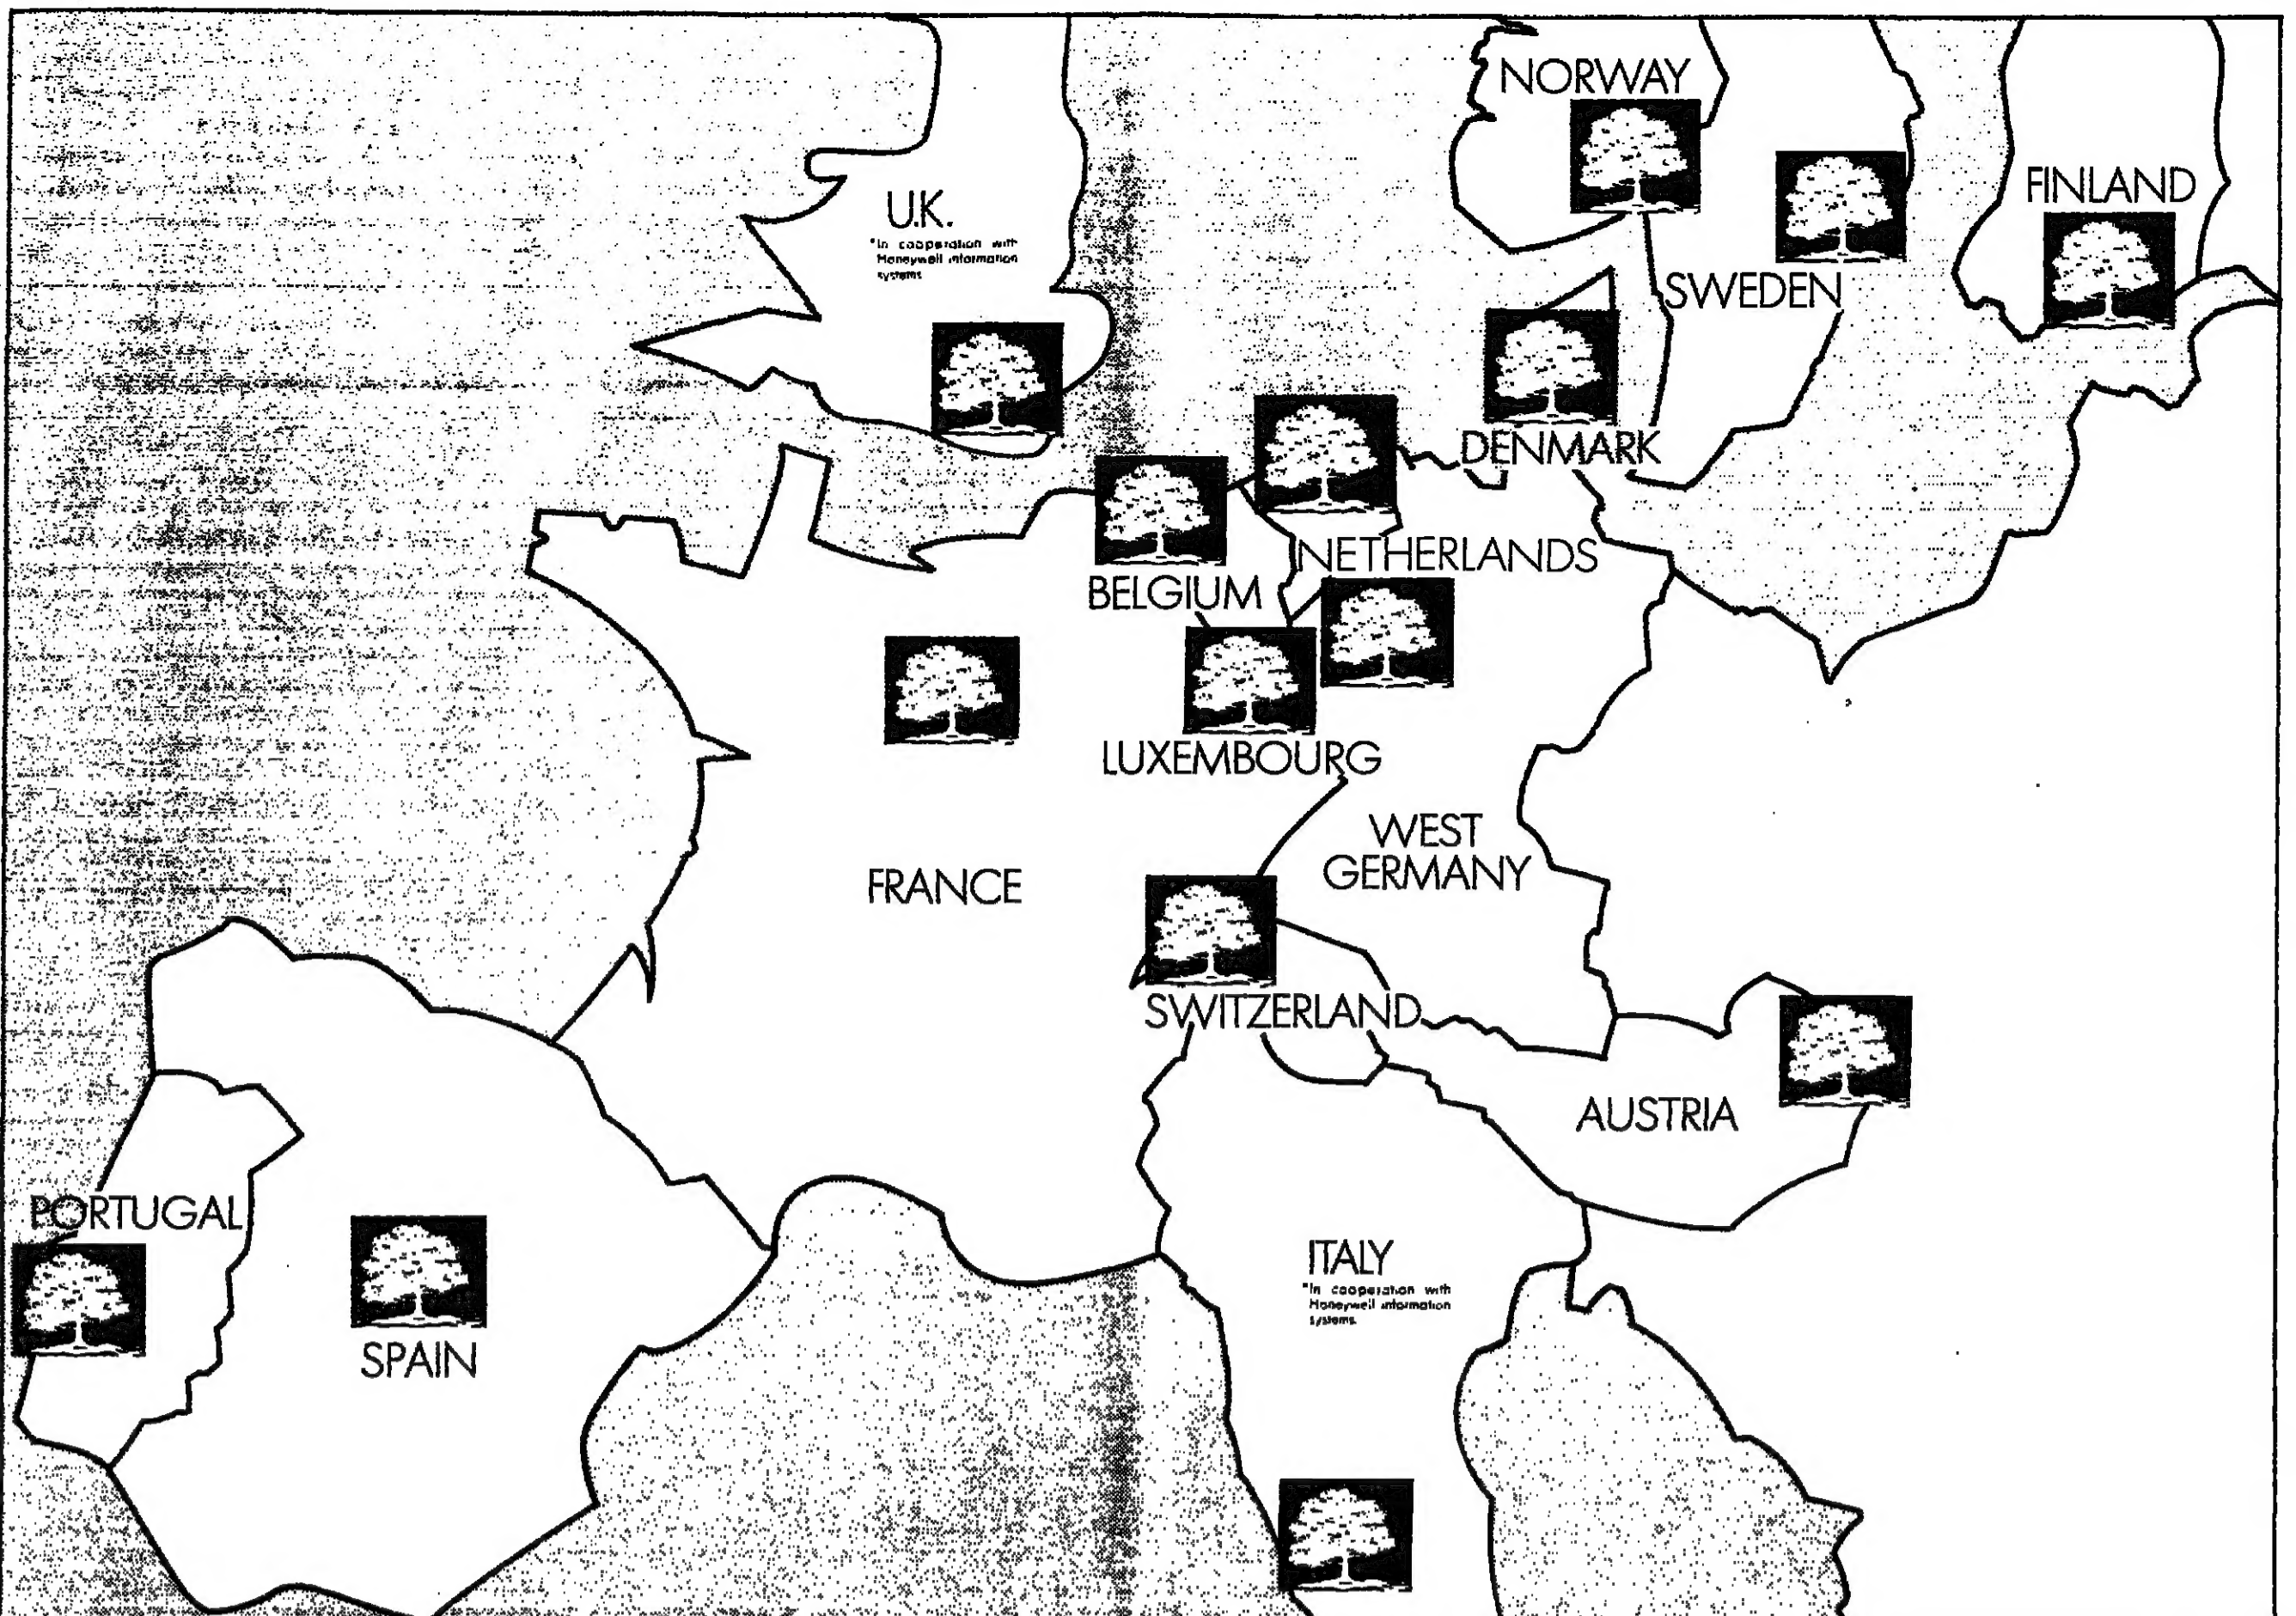 NORWAY
FINLAND
U.K.
*In cooperation with
Honeywell information
systems
SWEDEN
DENMARK
NETHERLANDS
BELGIUM
LUXEMBOURG
WEST
GERMANY
FRANCE
SWITZERLAND
AUSTRIA
PORTUGAL
ITALY
*In cooperation with
Honeywell information
systems.
SPAIN